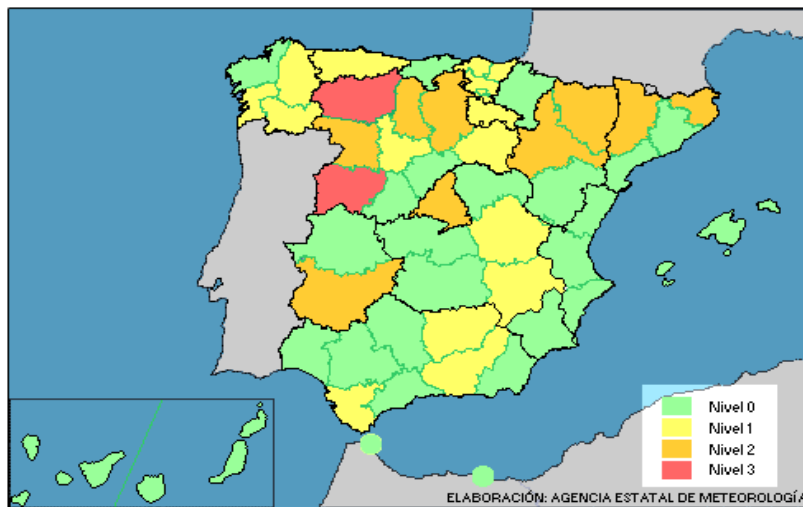 Nivel 0
Nivel 1
Nivel 2
Nivel 3
ELABORACIÓN: AGENCIA ESTATAL DE METEOROLOGÍA